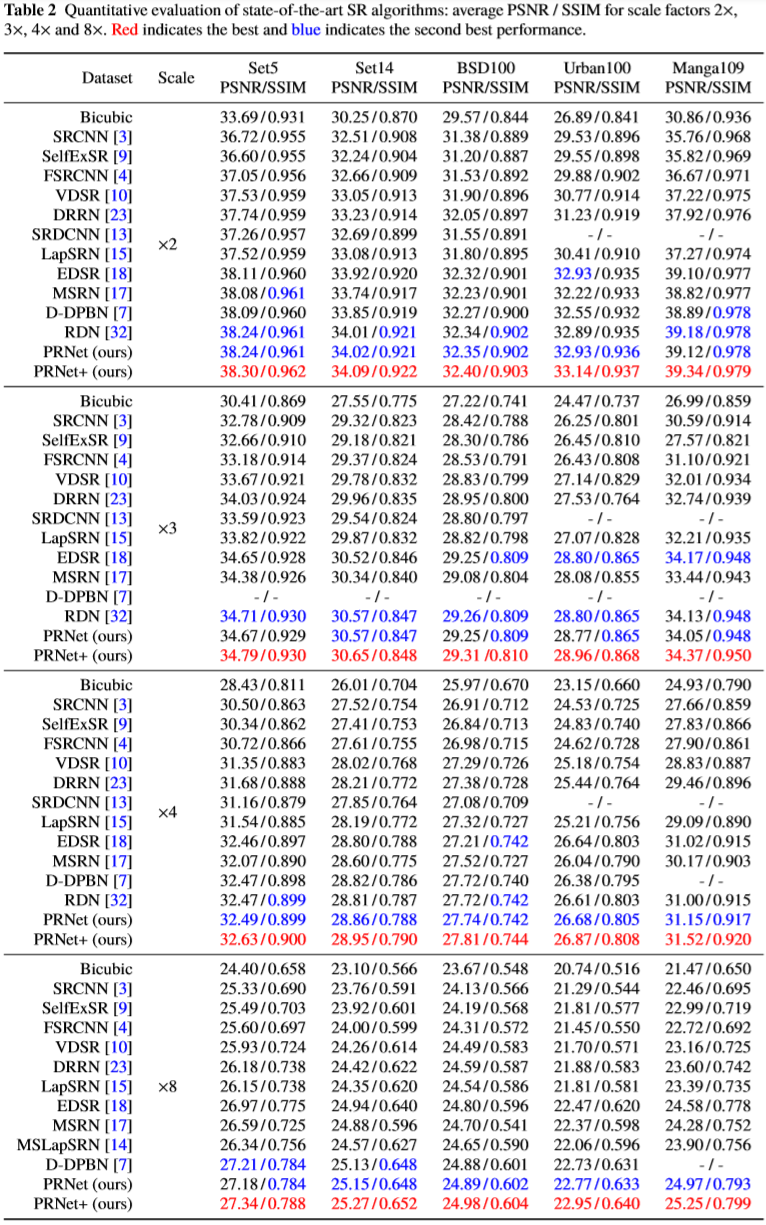 Table 2 Quantitative evaluation of state-of-the-art SR algorithms: average PSNR / SSIM for scale factors 2×,
3×, 4× and 8×. Red indicates the best and blue indicates the second best performance.
Dataset Scale Set5 PSNR/SSIM Set14 PSNR/SSIM BSD100 PSNR/SSIM Urban100 PSNR/SSIM Manga109 PSNR/SSIM
×2
Bicubic 33.69/0.931 30.25/0.870 29.57/0.844 26.89/0.841 30.86/0.936
SRCNN [3] 36.72/0.955 32.51/0.908 31.38/0.889 29.53/0.896 35.76/0.968
SelfExSR [9] 36.60/0.955 32.24/0.904 31.20/0.887 29.55/0.898 35.82/0.969
FSRCNN [4] 37.05/0.956 32.66/0.909 31.53/0.892 29.88/0.902 36.67/0.971
VDSR [10] 37.53/0.959 33.05/0.913 31.90/0.896 30.77/0.914 37.22/0.975
DRRN [23] 37.74/0.959 33.23/0.914 32.05/0.897 31.23/0.919 37.92/0.976
SRDCNN [13] 37.26/0.957 32.69/0.899 31.55/0.891 -/- -/-
LapSRN [15] 37.52/0.959 33.08/0.913 31.80/0.895 30.41/0.910 37.27/0.974
EDSR [18] 38.11/0.960 33.92/0.920 32.32/0.901 32.93/0.935 39.10/0.977
MSRN [17] 38.08/0.961 33.74/0.917 32.23/0.901 32.22/0.933 38.82/0.977
D-DPBN [7] 38.09/0.960 33.85/0.919 32.27/0.900 32.55/0.932 38.89/0.978
RDN [32] 38.24/0.961 34.01/0.921 32.34/0.902 32.89/0.935 39.18/0.978
PRNet (ours) 38.24/0.961 34.02/0.921 32.35/0.902 32.93/0.936 39.12/0.978
PRNet+ (ours) 38.30/0.962 34.09/0.922 32.40/0.903 33.14/0.937 39.34/0.979
×3
Bicubic 30.41/0.869 27.55/0.775 27.22/0.741 24.47/0.737 26.99/0.859
SRCNN [3] 32.78/0.909 29.32/0.823 28.42/0.788 26.25/0.801 30.59/0.914
SelfExSR [9] 32.66/0.910 29.18/0.821 28.30/0.786 26.45/0.810 27.57/0.821
FSRCNN [4] 33.18/0.914 29.37/0.824 28.53/0.791 26.43/0.808 31.10/0.921
VDSR [10] 33.67/0.921 29.78/0.832 28.83/0.799 27.14/0.829 32.01/0.934
DRRN [23] 34.03/0.924 29.96/0.835 28.95/0.800 27.53/0.764 32.74/0.939
SRDCNN [13] 33.59/0.923 29.54/0.824 28.80/0.797 -/- -/-
LapSRN [15] 33.82/0.922 29.87/0.832 28.82/0.798 27.07/0.828 32.21/0.935
EDSR [18] 34.65/0.928 30.52/0.846 29.25/0.809 28.80/0.865 34.17/0.948
MSRN [17] 34.38/0.926 30.34/0.840 29.08/0.804 28.08/0.855 33.44/0.943
D-DPBN [7] -/- -/- -/- -/- -/-
RDN [32] 34.71/0.930 30.57/0.847 29.26/0.809 28.80/0.865 34.13/0.948
PRNet (ours) 34.67/0.929 30.57/0.847 29.25/0.809 28.77/0.865 34.05/0.948
PRNet+ (ours) 34.79/0.930 30.65/0.848 29.31 /0.810 28.96/0.868 34.37/0.950
×4
Bicubic 28.43/0.811 26.01/0.704 25.97/0.670 23.15/0.660 24.93/0.790
SRCNN [3] 30.50/0.863 27.52/0.754 26.91/0.712 24.53/0.725 27.66/0.859
SelfExSR [9] 30.34/0.862 27.41/0.753 26.84/0.713 24.83/0.740 27.83/0.866
FSRCNN [4] 30.72/0.866 27.61/0.755 26.98/0.715 24.62/0.728 27.90/0.861
VDSR [10] 31.35/0.883 28.02/0.768 27.29/0.726 25.18/0.754 28.83/0.887
DRRN [23] 31.68/0.888 28.21/0.772 27.38/0.728 25.44/0.764 29.46/0.896
SRDCNN [13] 31.16/0.879 27.85/0.764 27.08/0.709 -/- -/-
LapSRN [15] 31.54/0.885 28.19/0.772 27.32/0.727 25.21/0.756 29.09/0.890
EDSR [18] 32.46/0.897 28.80/0.788 27.21/0.742 26.64/0.803 31.02/0.915
MSRN [17] 32.07/0.890 28.60/0.775 27.52/0.727 26.04/0.790 30.17/0.903
D-DPBN [7] 32.47/0.898 28.82/0.786 27.72/0.740 26.38/0.795 -/-
RDN [32] 32.47/0.899 28.81/0.787 27.72/0.742 26.61/0.803 31.00/0.915
PRNet (ours) 32.49/0.899 28.86/0.788 27.74/0.742 26.68/0.805 31.15/0.917
PRNet+ (ours) 32.63/0.900 28.95/0.790 27.81/0.744 26.87/0.808 31.52/0.920
×8
Bicubic 24.40/0.658 23.10/0.566 23.67/0.548 20.74/0.516 21.47/0.650
SRCNN [3] 25.33/0.690 23.76/0.591 24.13/0.566 21.29/0.544 22.46/0.695
SelfExSR [9] 25.49/0.703 23.92/0.601 24.19/0.568 21.81/0.577 22.99/0.719
FSRCNN [4] 25.60/0.697 24.00/0.599 24.31/0.572 21.45/0.550 22.72/0.692
VDSR [10] 25.93/0.724 24.26/0.614 24.49/0.583 21.70/0.571 23.16/0.725
DRRN [23] 26.18/0.738 24.42/0.622 24.59/0.587 21.88/0.583 23.60/0.742
LapSRN [15] 26.15/0.738 24.35/0.620 24.54/0.586 21.81/0.581 23.39/0.735
EDSR [18] 26.97/0.775 24.94/0.640 24.80/0.596 22.47/0.620 24.58/0.778
MSRN [17] 26.59/0.725 24.88/0.596 24.70/0.541 22.37/0.598 24.28/0.752
MSLapSRN [14] 26.34/0.756 24.57/0.627 24.65/0.590 22.06/0.596 23.90/0.756
D-DPBN [7] 27.21/0.784 25.13/0.648 24.88/0.601 22.73/0.631 -/-
PRNet (ours) 27.18/0.784 25.15/0.648 24.89/0.602 22.77/0.633 24.97/0.793
PRNet+ (ours) 27.34/0.788 25.27/0.652 24.98/0.604 22.95/0.640 25.25/0.799